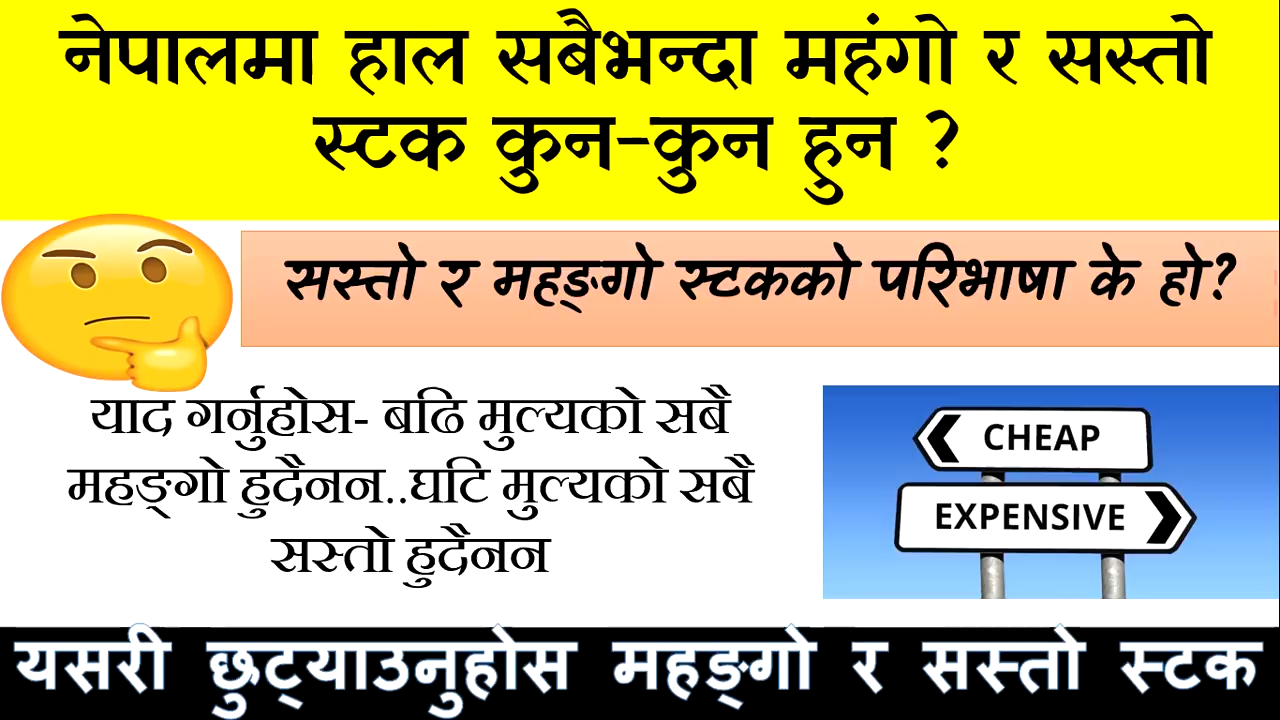 नेपालमा हाल सबैभन्दा महंगो र सस्तो
स्टक कुन-कुन हुन ?
सस्तो र महङ्गो स्टकको परिभाषा के हो?
याद गर्नुहोस- बढि मुल्यको सबै
महङ्गो हुदैनन..घटि मुल्यको सबै
सस्तो हुदैनन
CHEAP
EXPENSIVE
यसरी छुट्याउनुहोस महङ्गो र सस्तो स्टक